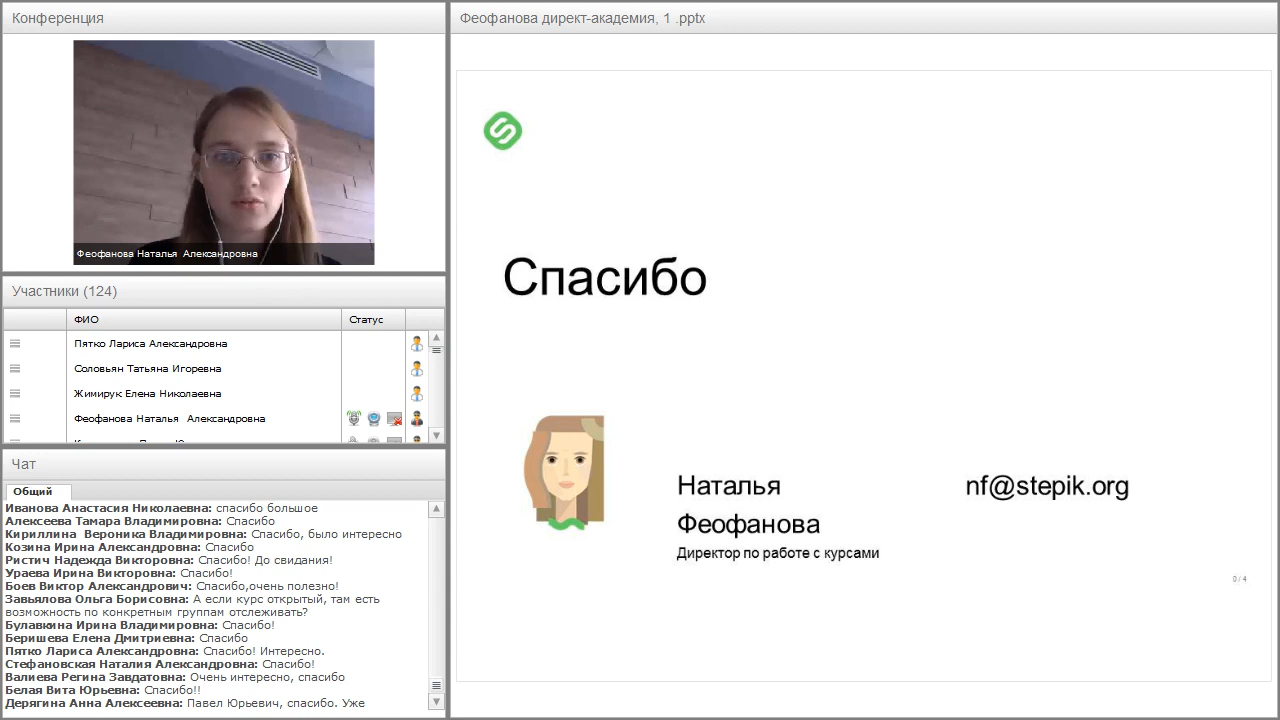 Конференция
Феофанова Наталья Александровна
Участники (124)
ФИО
Статус
Пятко Лариса Александровна
Соловьян Татьяна Игоревна
Жимирук Елена Николаевна
Феофанова Наталья Александровна
Чат
Общий
Иванова Анастасия Николаевна: спасибо большое
Алексеева Тамара Владимировна: Спасибо
Кириллина Вероника Владимировна: Спасибо, было интересно
Козина Ирина Александровна: Спасибо
Ристич Надежда Викторовна: Спасибо! До свидания!
Ураева Ирина Викторовна: Спасибо!
Боев Виктор Александрович: Спасибо,очень полезно!
Завьялова Ольга Борисовна: А если курс открытый, там есть
возможность по конкретным группам отслеживать?
Булавкина Ирина Владимировна: Спасибо!
Беришева Елена Дмитриевна: Спасибо
Пятко Лариса Александровна: Спасибо! Интересно.
Стефановская Наталия Александровна: Спасибо!
Валиева Регина Завдатовна: Очень интересно, спасибо
Белая Вита Юрьевна: Спасибо!!
Дерягина Анна Алексеевна: Павел Юрьевич, спасибо. Уже
Феофанова директ-академия, 1 .pptx
Спасибо
Наталья
Феофанова
Директор по работе с курсами
nf@stepik.org
0 / 4